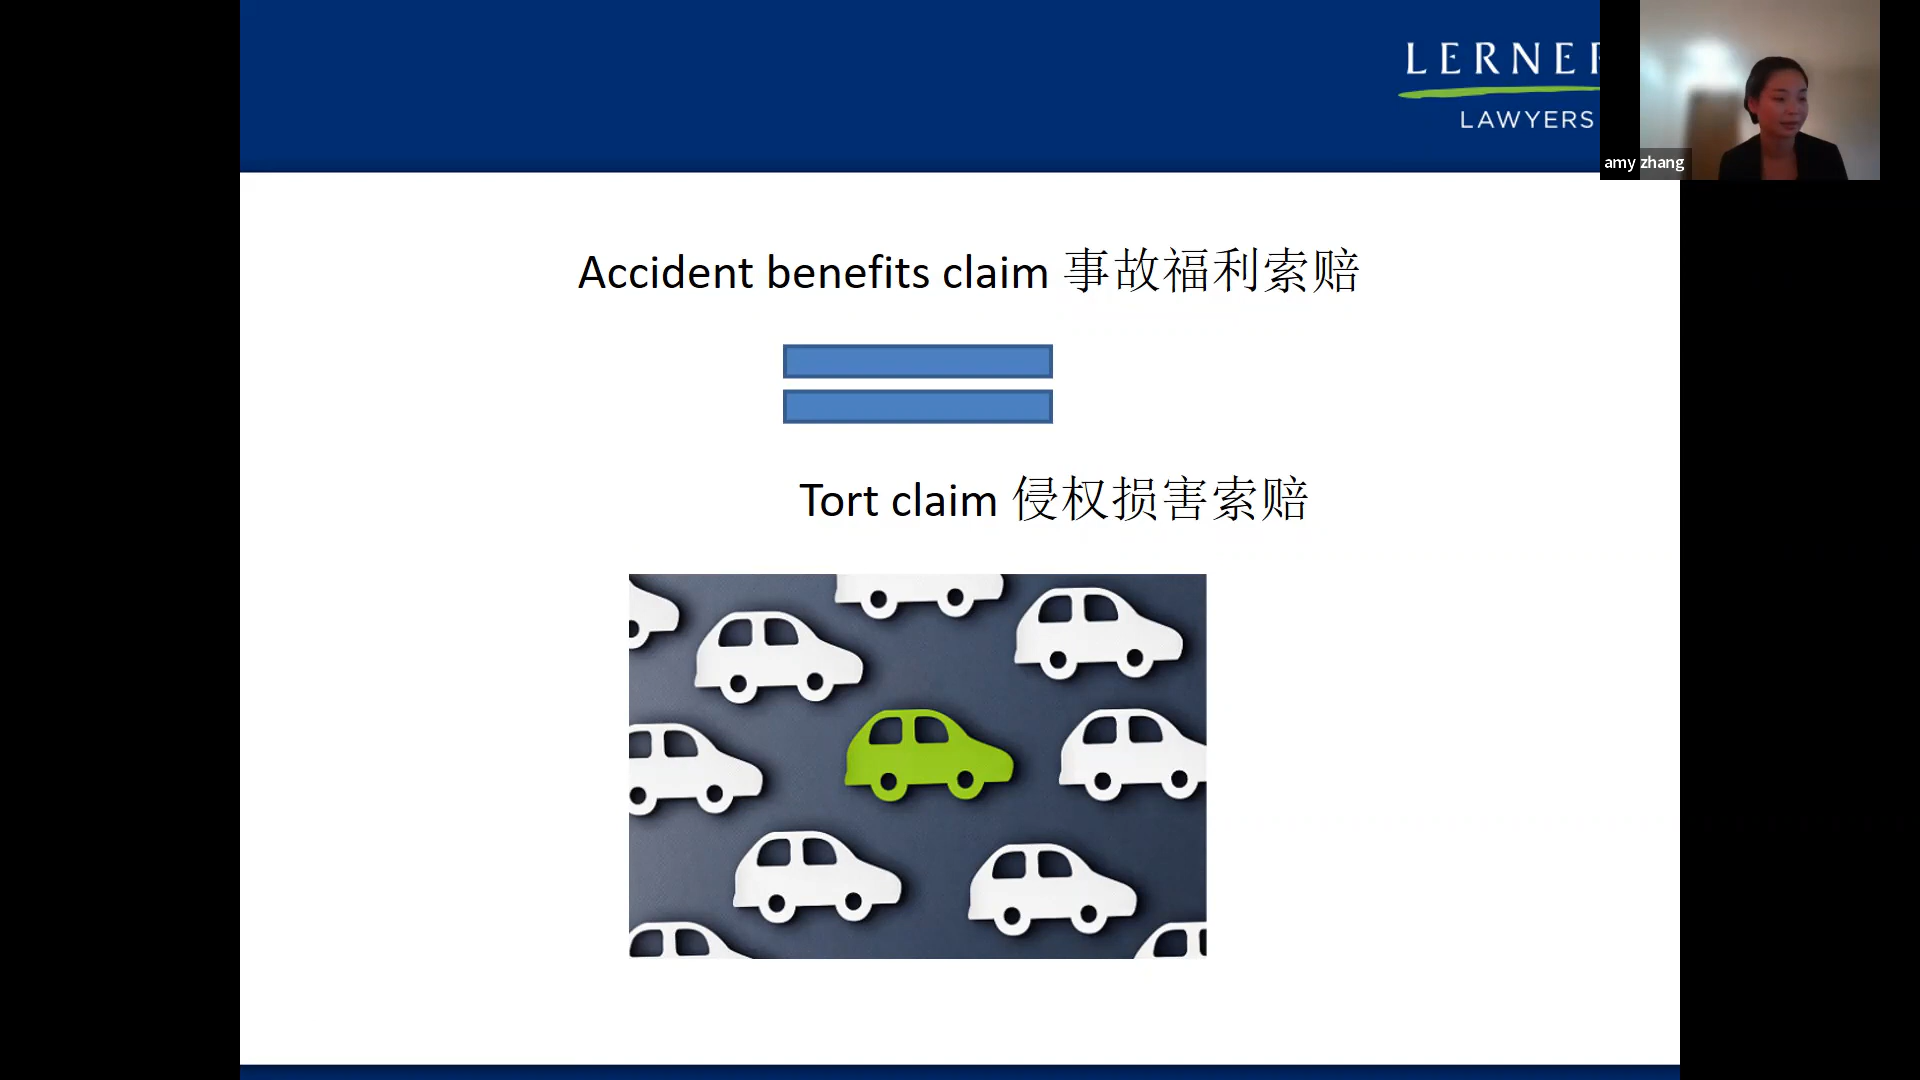 LERNER
LAWYERS
amy zhang
Accident benefits claim 事故福利索赔
Tort claim 侵权损害索赔